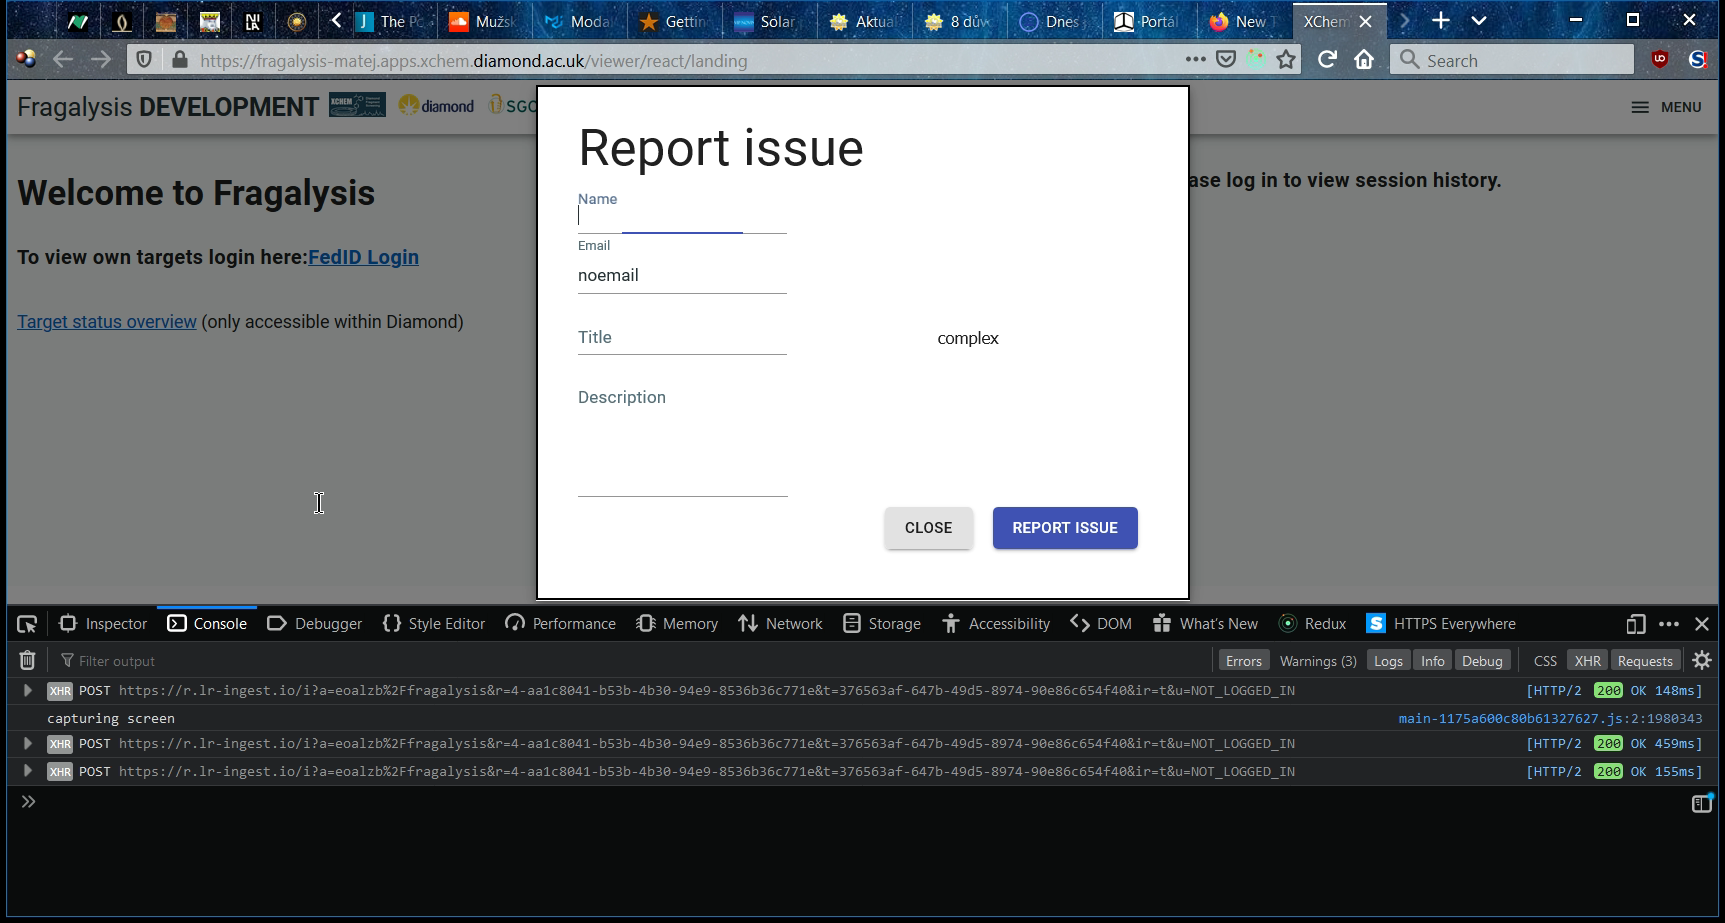 NI
LA
J The Po
Mužsk
Moda
Gettin
Solar
Aktual
8 dův
Dnes
Portál
New T
XChem
https://fragalysis-matej.apps.xchem.diamond.ac.uk/viewer/react/landing
Search
Fragalysis DEVELOPMENT
XCHEM
diamond
SGC
MENU
Report issue
Welcome to Fragalysis
ase log in to view session history.
Name
Email
To view own targets login here:FedID Login
noemail
Target status overview (only accessible within Diamond)
Title
complex
Description
CLOSE
REPORT ISSUE
Inspector
Console
Debugger
Style Editor
Performance
Memory
Network
Storage
Accessibility
DOM
What's New
Redux
S HTTPS Everywhere
Filter output
Errors
Warnings (3)
Logs
Info
Debug
CSS
XHR
Requests
XHR POST https://r.lr-ingest.io/i?a=eoalzb%2Ffragalysis&r=4-aa1c8041-b53b-4b30-94e9-8536b36c771e&t=376563af-647b-49d5-8974-90e86c654f40&ir=t&u=NOT_LOGGED_IN [HTTP/2 200 OK 148ms]
capturing screen main-1175a600c80b61327627.js:2:1980343
XHR POST https://r.lr-ingest.io/i?a=eoalzb%2Ffragalysis&r=4-aa1c8041-b53b-4b30-94e9-8536b36c771e&t=376563af-647b-49d5-8974-90e86c654f40&ir=t&u=NOT_LOGGED_IN [HTTP/2 200 OK 459ms]
XHR POST https://r.lr-ingest.io/i?a=eoalzb%2Ffragalysis&r=4-aa1c8041-b53b-4b30-94e9-8536b36c771e&t=376563af-647b-49d5-8974-90e86c654f40&ir=t&u=NOT_LOGGED_IN [HTTP/2 200 OK 155ms]